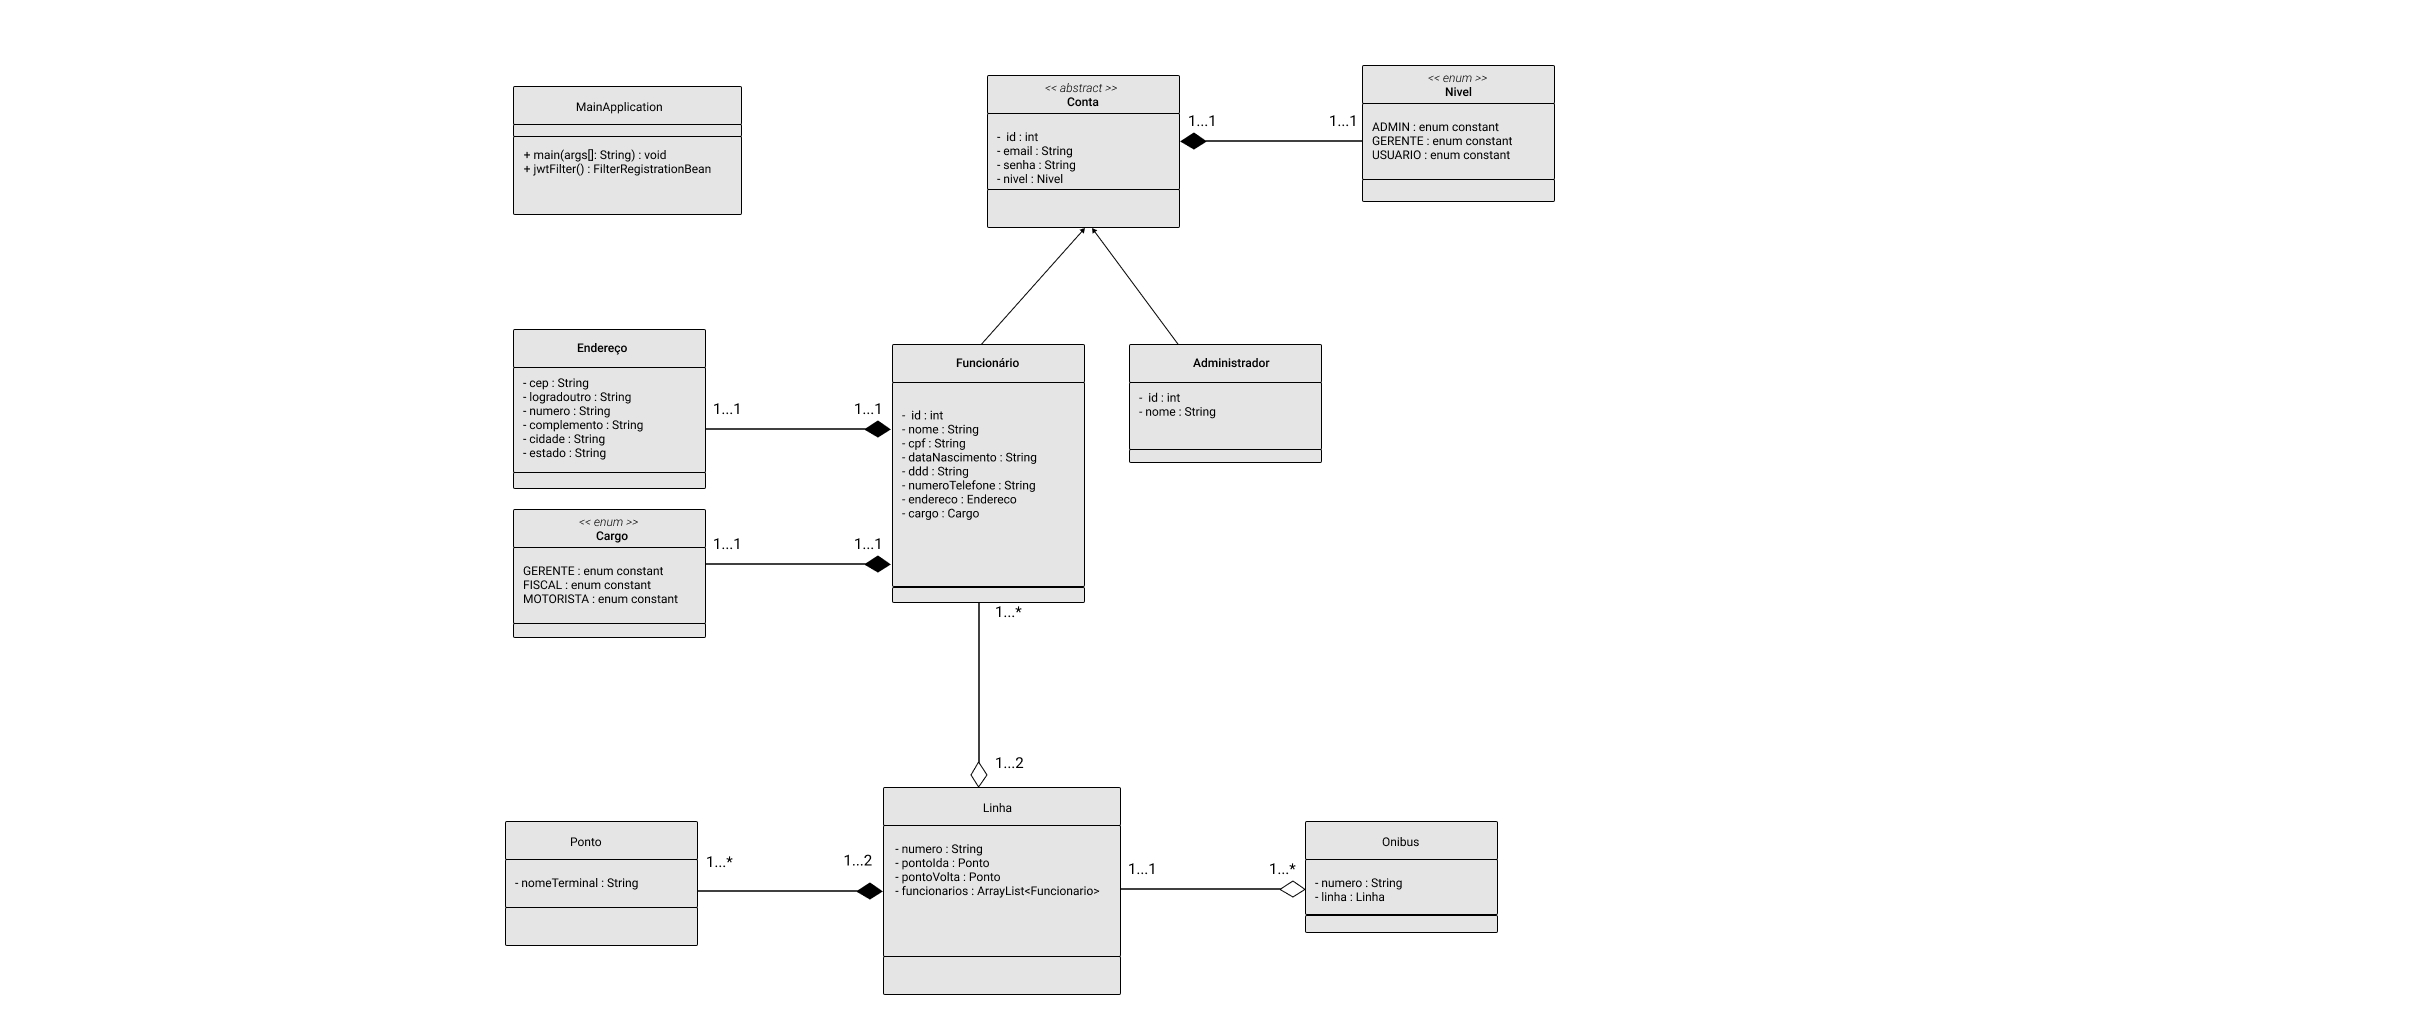 MainApplication
+ main(args[]: String) : void
+ jwtFilter() : FilterRegistrationBean
<< abstract >>
Conta
- id : int
- email : String
- senha : String
- nivel : Nivel
1...1
1...1
<< enum >>
Nivel
ADMIN : enum constant
GERENTE : enum constant
USUARIO : enum constant
Endereço
- cep : String
- logradoutro : String
- numero : String
- complemento : String
- cidade : String
- estado : String
1...1
1...1
Funcionário
- id : int
- nome : String
- cpf : String
- dataNascimento : String
- ddd : String
- numeroTelefone : String
- endereco : Endereco
- cargo : Cargo
Administrador
- id : int
- nome : String
<< enum >>
Cargo
GERENTE : enum constant
FISCAL : enum constant
MOTORISTA : enum constant
1...1
1...1
1...*
1...2
Ponto
- nomeTerminal : String
1...*
1...2
Linha
- numero : String
- pontoIda : Ponto
- pontoVolta : Ponto
- funcionarios : ArrayList<Funcionario>
1...1
1...*
Onibus
- numero : String
- linha : Linha